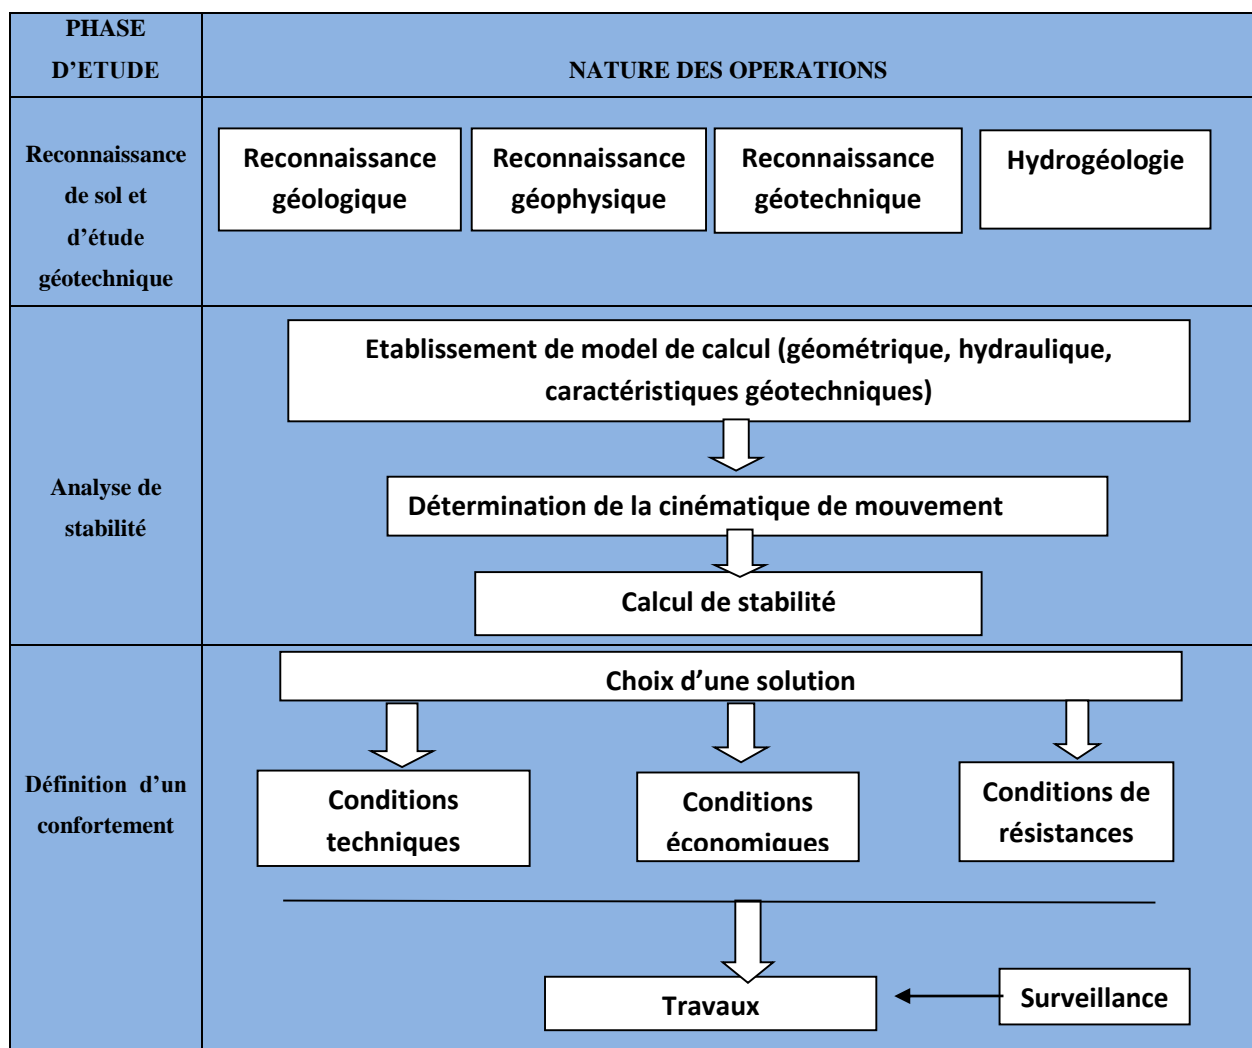 PHASE
D’ETUDE
NATURE DES OPERATIONS
Reconnaissance
de sol et
d’étude
géotechnique
Reconnaissance
géologique
Reconnaissance
géophysique
Reconnaissance
géotechnique
Hydrogéologie
Analyse de
stabilité
Etablissement de model de calcul (géométrique, hydraulique,
caractéristiques géotechniques)
Détermination de la cinématique de mouvement
Calcul de stabilité
Définition d’un
confortement
Choix d’une solution
Conditions
techniques
Conditions
économiques
Conditions de
résistances
Travaux
Surveillance